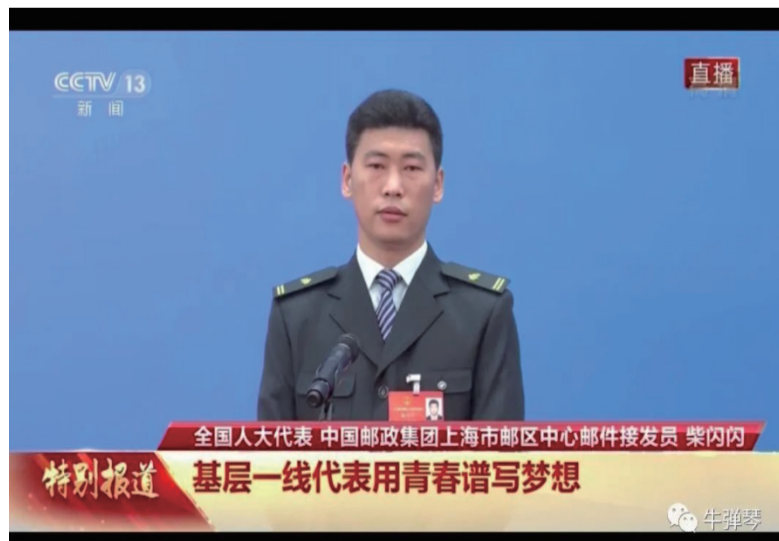 CCTV 13
新闻
直播
全国人大代表 中国邮政集团上海市邮区中心邮件接发员 柴闪闪
特别报道
基层一线代表用青春谱写梦想
牛弹琴